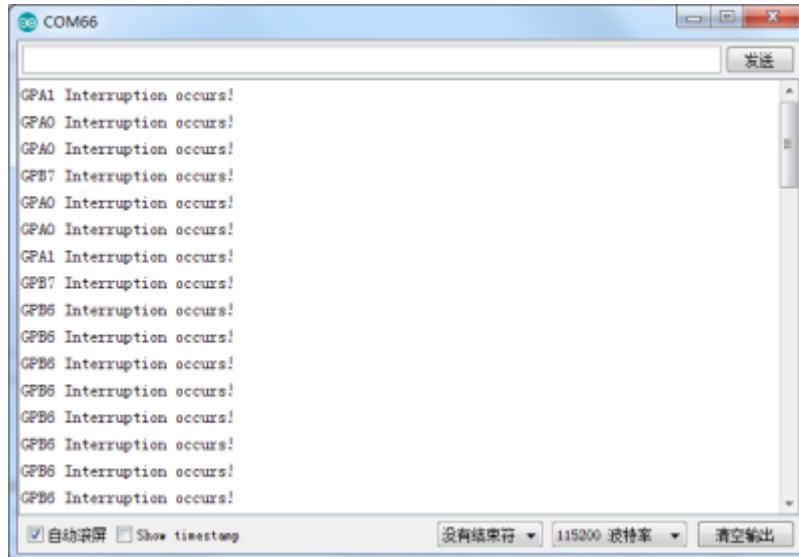 COM66
发送
GPA1 Interruption occurs!
GPA0 Interruption occurs!
GPA0 Interruption occurs!
GPB7 Interruption occurs!
GPA0 Interruption occurs!
GPA0 Interruption occurs!
GPA1 Interruption occurs!
GPB7 Interruption occurs!
GPB6 Interruption occurs!
GPB6 Interruption occurs!
GPB6 Interruption occurs!
GPB6 Interruption occurs!
GPB6 Interruption occurs!
GPB6 Interruption occurs!
GPB6 Interruption occurs!
GPB6 Interruption occurs!
自动滚屏 Show timestamp 没有结束符 115200 波特率 清空输出